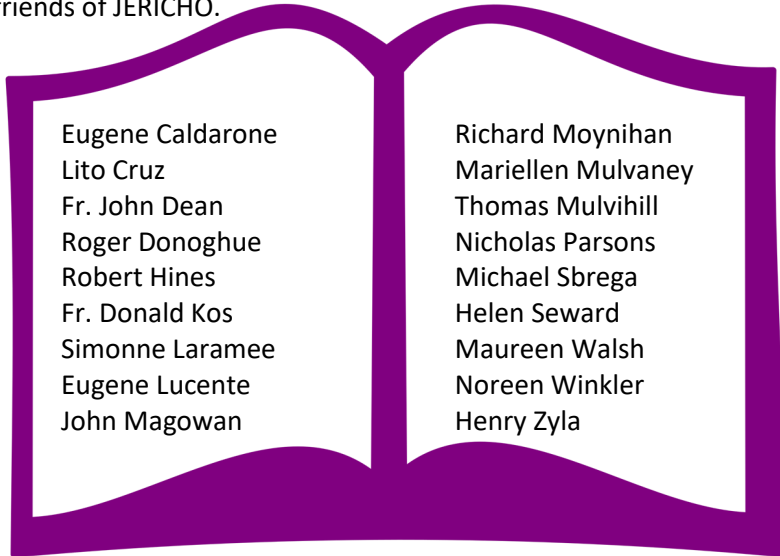 friends of JERICHO.
Eugene Caldarone
Lito Cruz
Fr. John Dean
Roger Donoghue
Robert Hines
Fr. Donald Kos
Simonne Laramee
Eugene Lucente
John Magowan
Richard Moynihan
Mariellen Mulvaney
Thomas Mulvihill
Nicholas Parsons
Michael Sbrega
Helen Seward
Maureen Walsh
Noreen Winkler
Henry Zyla